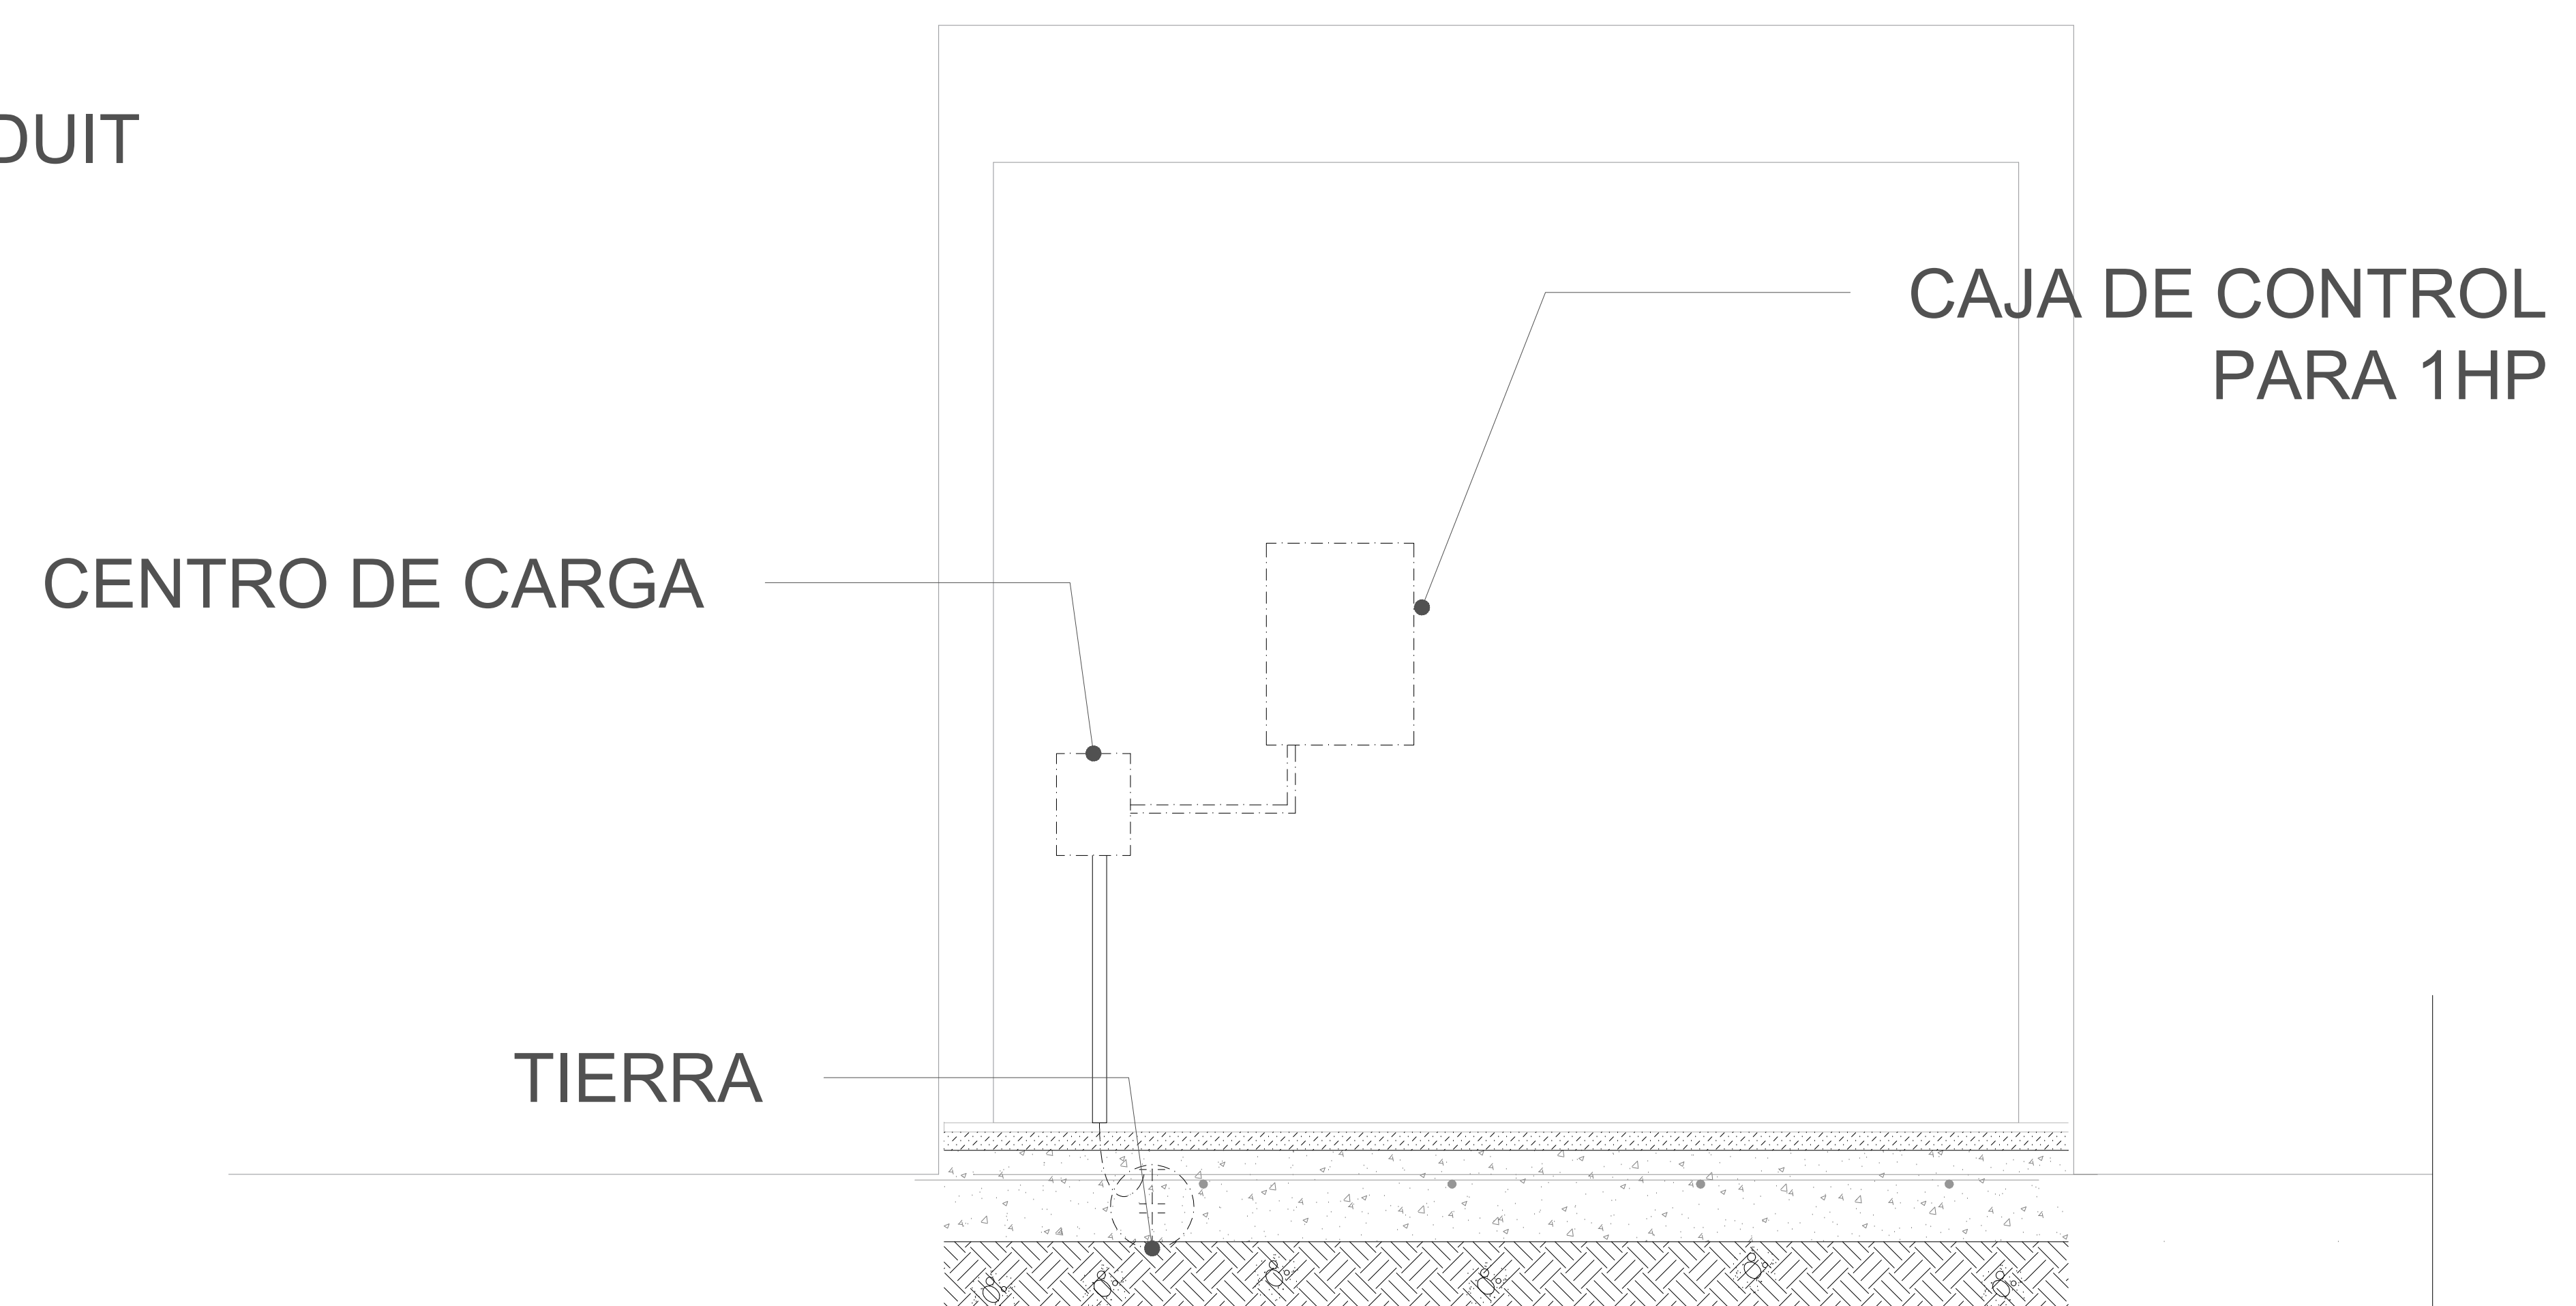 DUIT
CAJA DE CONTROL
PARA 1HP
CENTRO DE CARGA
TIERRA